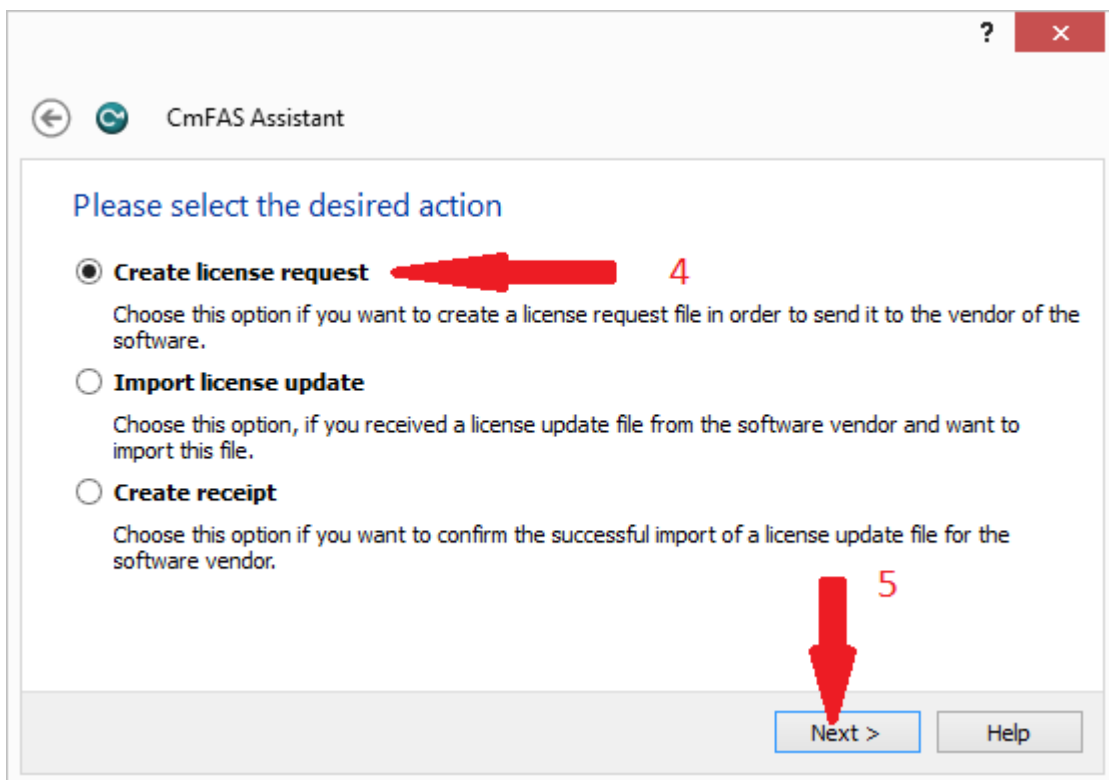 ?
CmFAS Assistant
Please select the desired action
Create license request
4
Choose this option if you want to create a license request file in order to send it to the vendor of the
software.
Import license update
Choose this option, if you received a license update file from the software vendor and want to
import this file.
Create receipt
Choose this option if you want to confirm the successful import of a license update file for the
software vendor.
5
Next >
Help